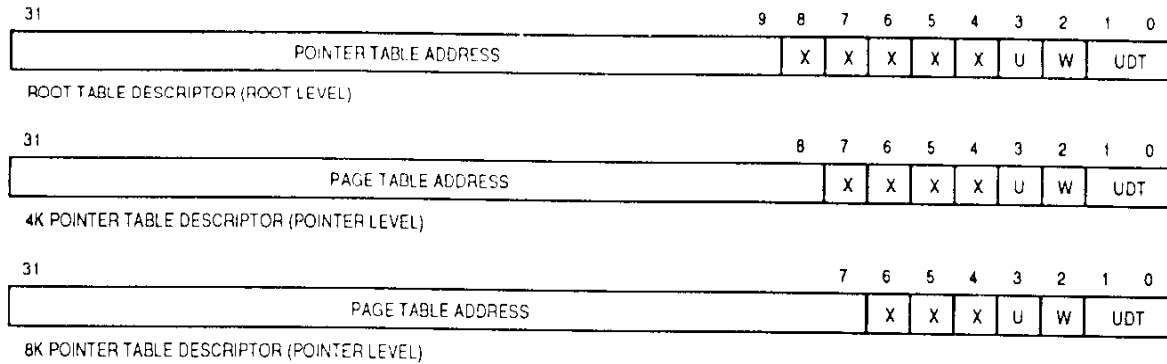 31 9 8 7 6 5 4 3 2 1 0
POINTER TABLE ADDRESS X X X X X U W UDT
ROOT TABLE DESCRIPTOR (ROOT LEVEL)
31 8 7 6 5 4 3 2 1 0
PAGE TABLE ADDRESS X X X X U W UDT
4K POINTER TABLE DESCRIPTOR (POINTER LEVEL)
31 7 6 5 4 3 2 1 0
PAGE TABLE ADDRESS X X X U W UDT
8K POINTER TABLE DESCRIPTOR (POINTER LEVEL)